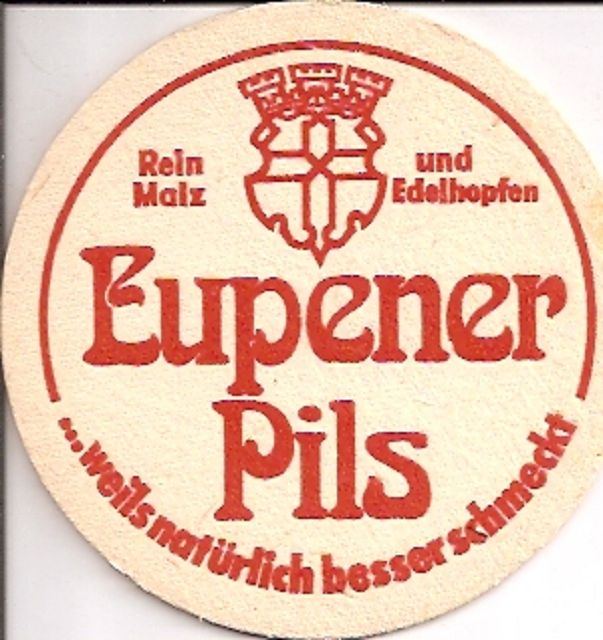 Rein und
Malz Edelhopfen
Eupener
Pils
...weils natürlich besser schmeckt